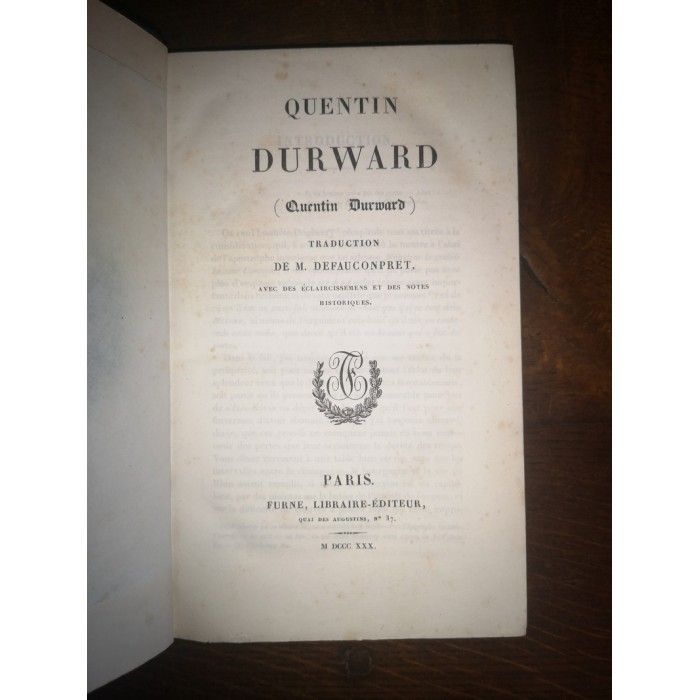 QUENTIN
DURWARD
(Quentin Durward)
TRADUCTION
DE M. DEFAUCONPRET,
AVEC DES ÉCLAIRCISSEMENS ET DES NOTES
HISTORIQUES.
PARIS.
FURNE, LIBRAIRE-ÉDITEUR,
QUAI DES AUGUSTINS, Nº 37.
M DCCC XXX.